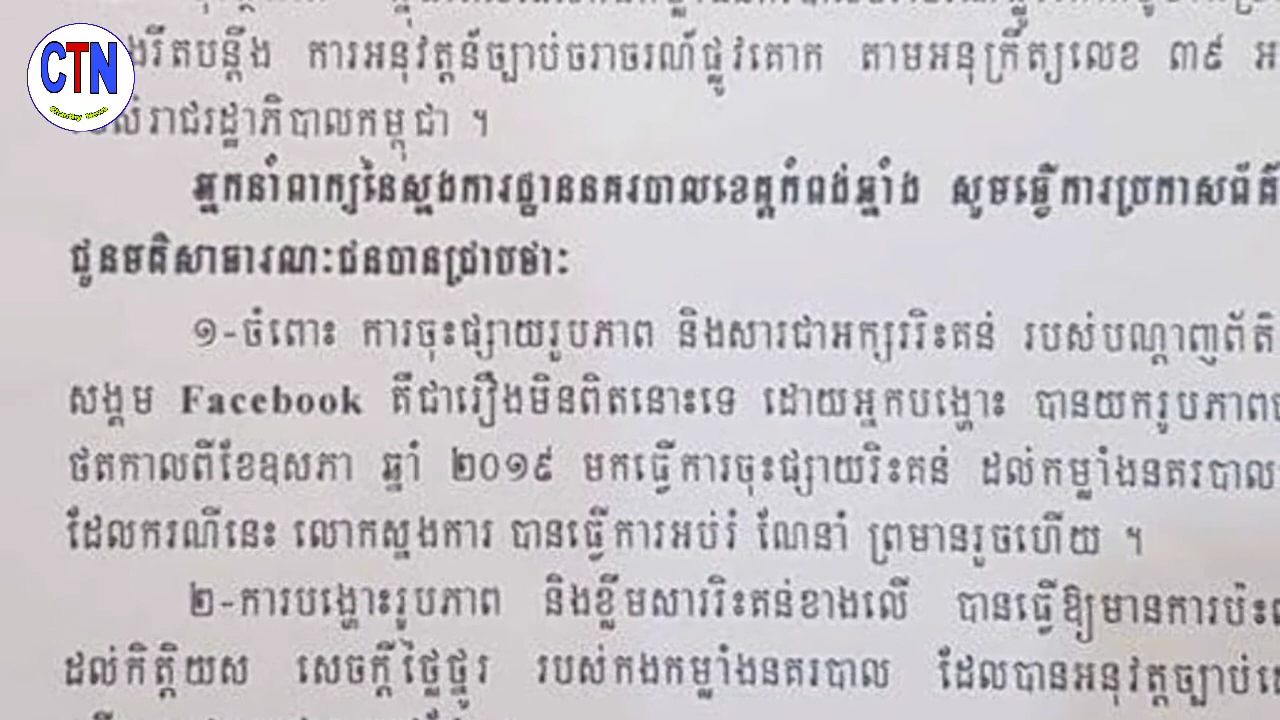 CTN
រឹតបន្តឹង ការអនុវត្តន៍ច្បាប់ចរាចរណ៍ផ្លូវគោក តាមអនុក្រឹត្យលេខ ៣៩
រាជរដ្ឋាភិបាលកម្ពុជា ។
អ្នកនាំពាក្យនៃស្នងការដ្ឋាននគរបាលខេត្តកំពង់ឆ្នាំង សូមធ្វើការប្រកាសព័ត៌
ជូនមតិសាធារណៈជនបានជ្រាបថាៈ
១-ចំពោះ ការចុះផ្សាយរូបភាព និងសារជាអក្សររិះគន់ របស់បណ្តាញព័ត៌
សង្គម Facebook គឺជារឿងមិនពិតនោះទេ ដោយអ្នកបង្ហោះ បានយករូបភាព
ថតកាលពីខែឧសភា ឆ្នាំ ២០១៩ មកធ្វើការចុះផ្សាយរិះគន់ ដល់កម្លាំងនគរបាល
ដែលករណីនេះ លោកស្នងការ បានធ្វើការអប់រំ ណែនាំ ព្រមានរួចហើយ ។
២-ការបង្ហោះរូបភាព និងខ្លឹមសាររិះគន់ខាងលើ បានធ្វើឱ្យមានការប៉ះ
ដល់កិត្តិយស សេចក្តីថ្លៃថ្នូរ របស់កងកម្លាំងនគរបាល ដែលបានអនុវត្តច្បាប់